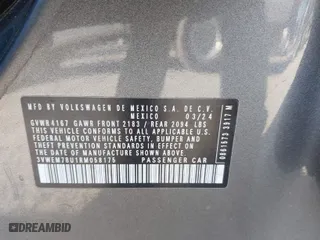 MFD BY VOLKSWAGEN DE MEXICO S.A. DE C.V.
MEXICO 03/24
GVWR 4167 GAWR FRONT 2183 / REAR 2094 LBS
THIS VEHICLE CONFORMS TO ALL APPLICABLE U.S.
FEDERAL MOTOR VEHICLE SAFETY, BUMPER AND
THEFT PREVENTION STANDARDS IN EFFECT ON
THE DATE OF MANUFACTURE SHOWN ABOVE
3VWEM7BU1RM058175 PASSENGER CAR
0661573 3917 M